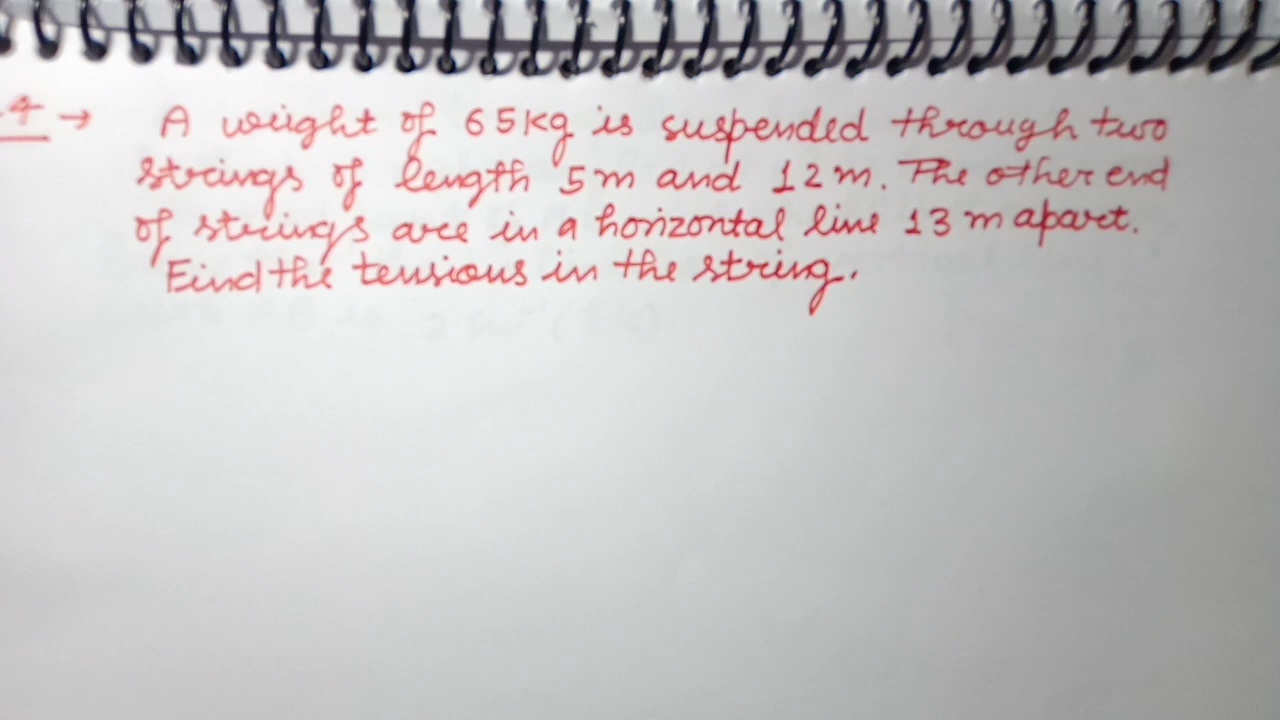 4 → A weight of 65kg is suspended through two
strings of length 5m and 12m. The other end
of strings are in a horizontal line 13 m apart.
Find the tensions in the string.